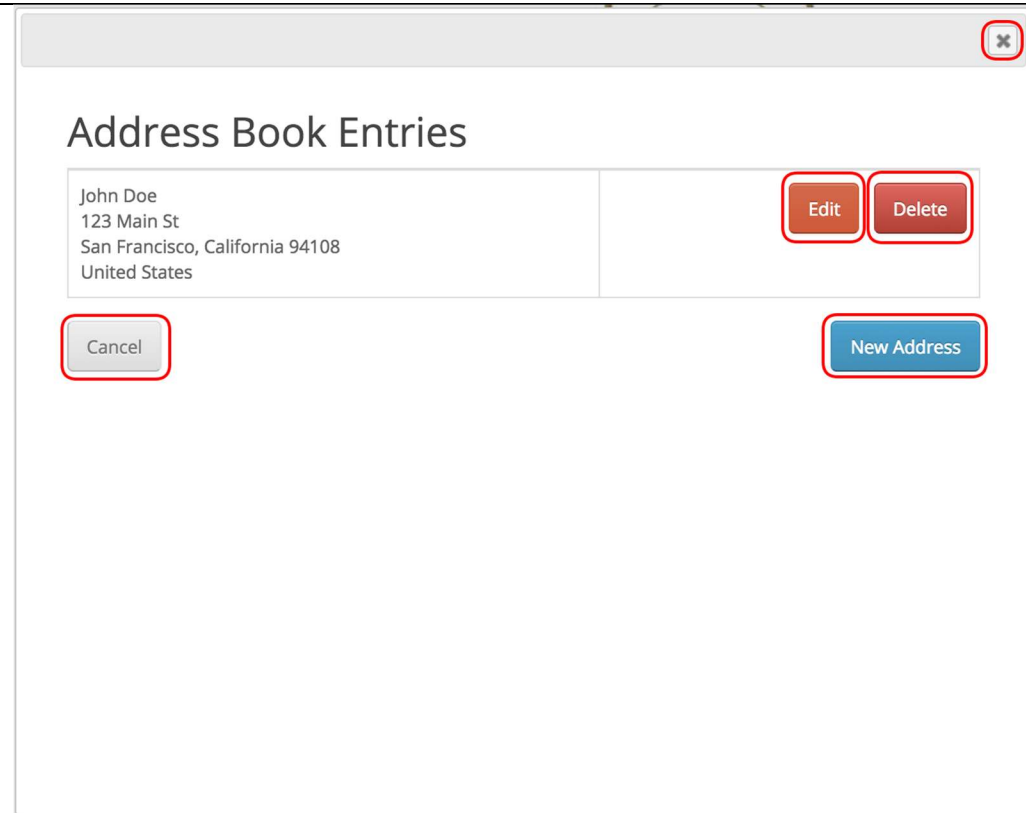 Address Book Entries
John Doe
123 Main St
San Francisco, California 94108
United States
Edit
Delete
Cancel
New Address